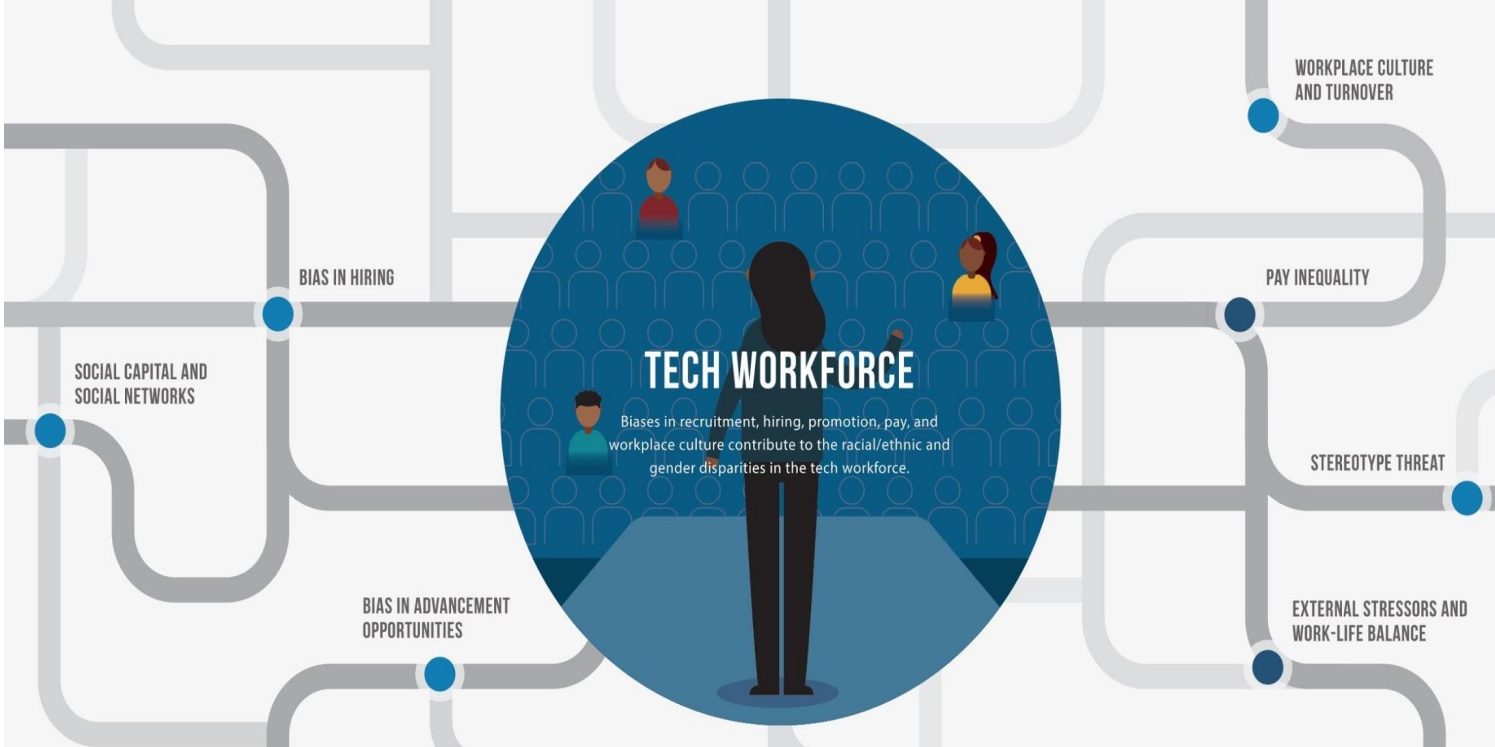 WORKPLACE CULTURE
AND TURNOVER
BIAS IN HIRING
PAY INEQUALITY
SOCIAL CAPITAL AND
SOCIAL NETWORKS
TECH WORKFORCE
Biases in recruitment, hiring, promotion, pay, and
workplace culture contribute to the racial/ethnic and
gender disparities in the tech workforce.
STEREOTYPE THREAT
BIAS IN ADVANCEMENT
OPPORTUNITIES
EXTERNAL STRESSORS AND
WORK-LIFE BALANCE